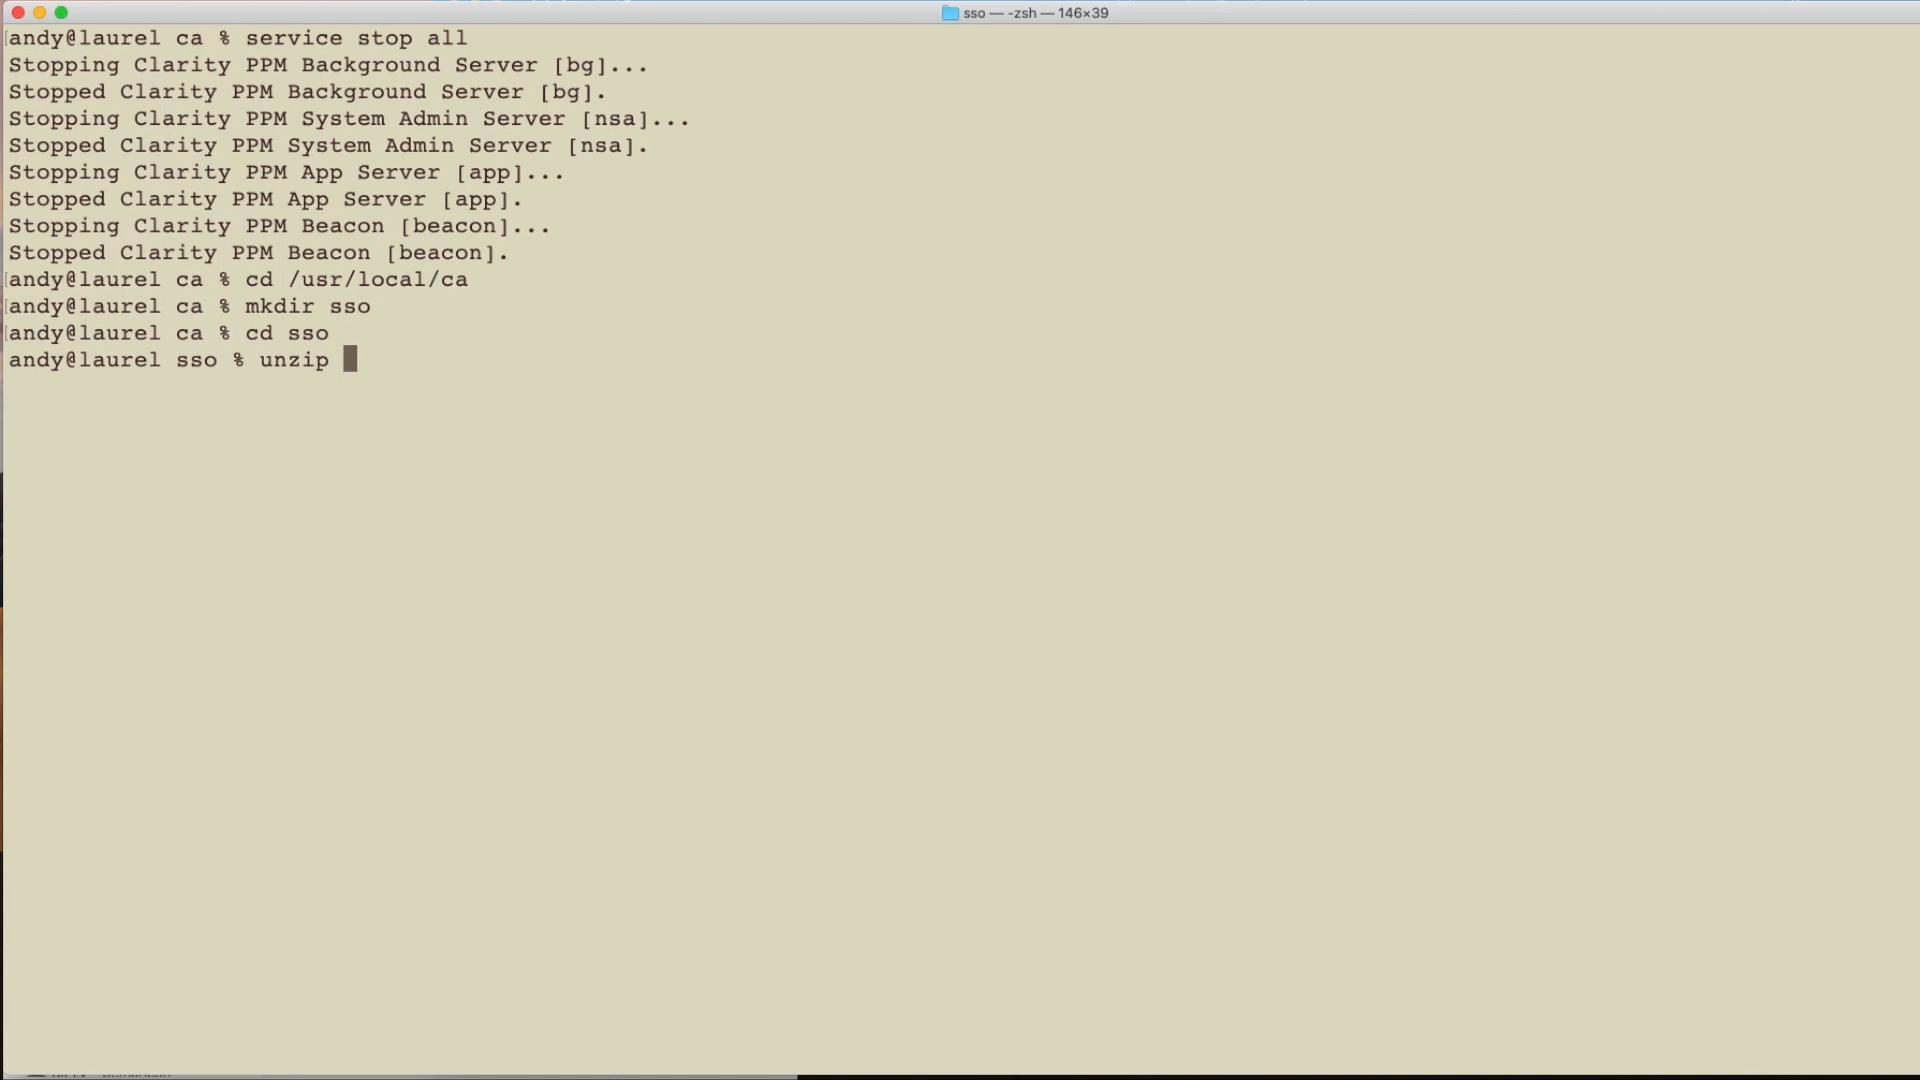 sso — -zsh — 146×39
andy@laurel ca % service stop all
Stopping Clarity PPM Background Server [bg]...
Stopped Clarity PPM Background Server [bg].
Stopping Clarity PPM System Admin Server [nsa]...
Stopped Clarity PPM System Admin Server [nsa].
Stopping Clarity PPM App Server [app]...
Stopped Clarity PPM App Server [app].
Stopping Clarity PPM Beacon [beacon]...
Stopped Clarity PPM Beacon [beacon].
andy@laurel ca % cd /usr/local/ca
andy@laurel ca % mkdir sso
andy@laurel ca % cd sso
andy@laurel sso % unzip